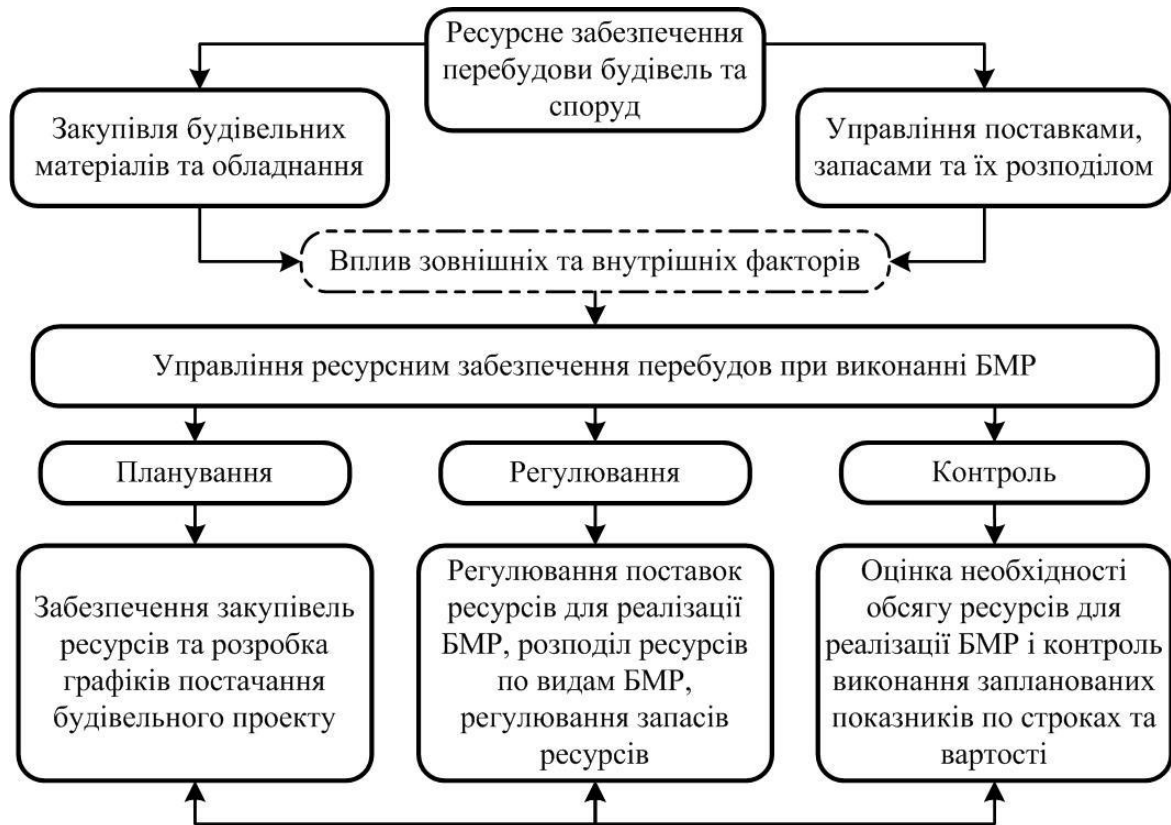 Ресурсне забезпечення
перебудови будівель та
споруд
Закупівля будівельних
матеріалів та обладнання
Управління поставками,
запасами та їх розподілом
Вплив зовнішніх та внутрішніх факторів
Управління ресурсним забезпечення перебудов при виконанні БМР
Планування
Регулювання
Контроль
Забезпечення закупівель
ресурсів та розробка
графіків постачання
будівельного проекту
Регулювання поставок
ресурсів для реалізації
БМР, розподіл ресурсів
по видам БМР,
регулювання запасів
ресурсів
Оцінка необхідності
обсягу ресурсів для
реалізації БМР і контроль
виконання запланованих
показників по строках та
вартості